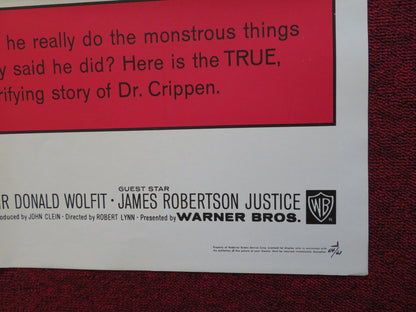 he really do the monstrous things
y said he did? Here is the TRUE,
rifying story of Dr. Crippen.
R DONALD WOLFIT · GUEST STAR JAMES ROBERTSON JUSTICE
oduced by JOHN CLEIN · Directed by ROBERT LYNN · Presented by WARNER BROS.
WB